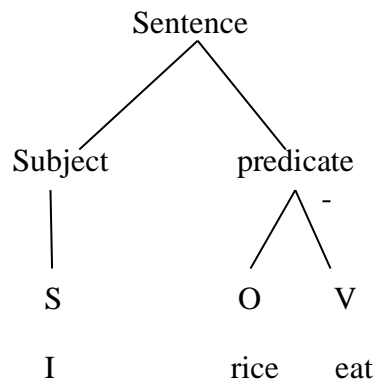 Sentence
Subject predicate
-
S O V
I rice eat